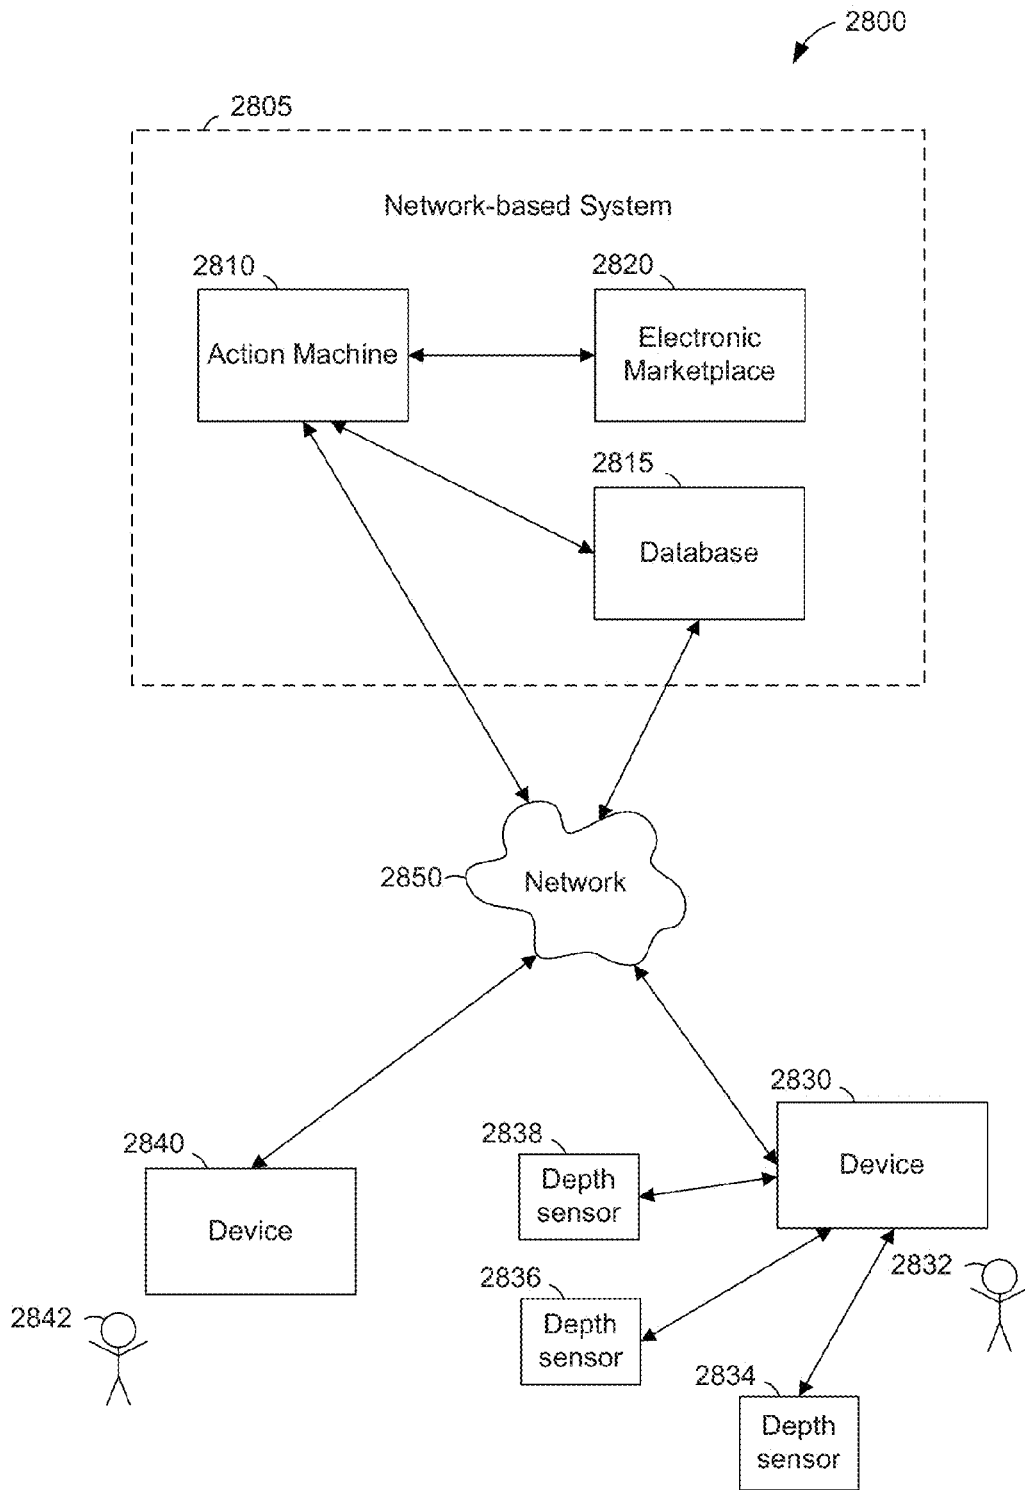 2800
2805
Network-based System
2810
Action Machine
2820
Electronic
Marketplace
2815
Database
2850
Network
2830
Device
2840
Device
2838
Depth
sensor
2836
Depth
sensor
2832
2842
2834
Depth
sensor